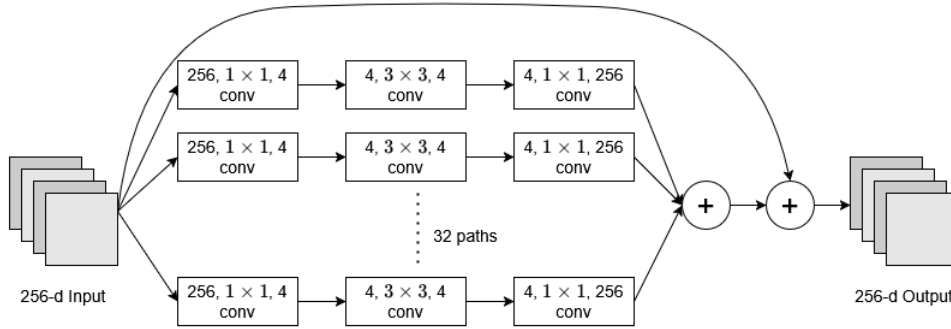 256, 1 × 1, 4
conv
4, 3 × 3, 4
conv
4, 1 × 1, 256
conv
256, 1 × 1, 4
conv
4, 3 × 3, 4
conv
4, 1 × 1, 256
conv
+
+
32 paths
256, 1 × 1, 4
conv
4, 3 × 3, 4
conv
4, 1 × 1, 256
conv
256-d Input
256-d Output